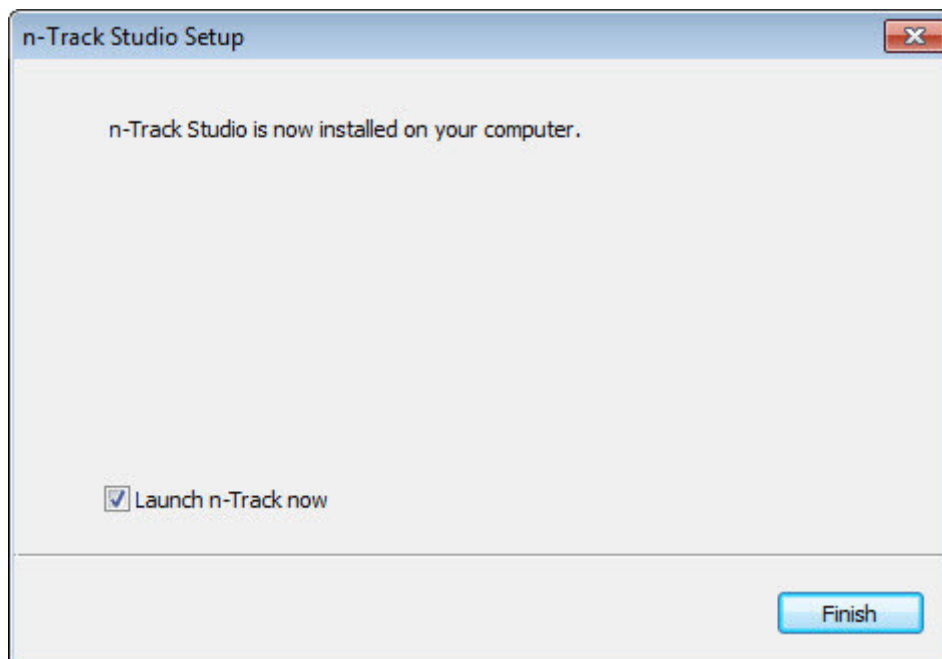 n-Track Studio Setup
n-Track Studio is now installed on your computer.
Launch n-Track now
Finish